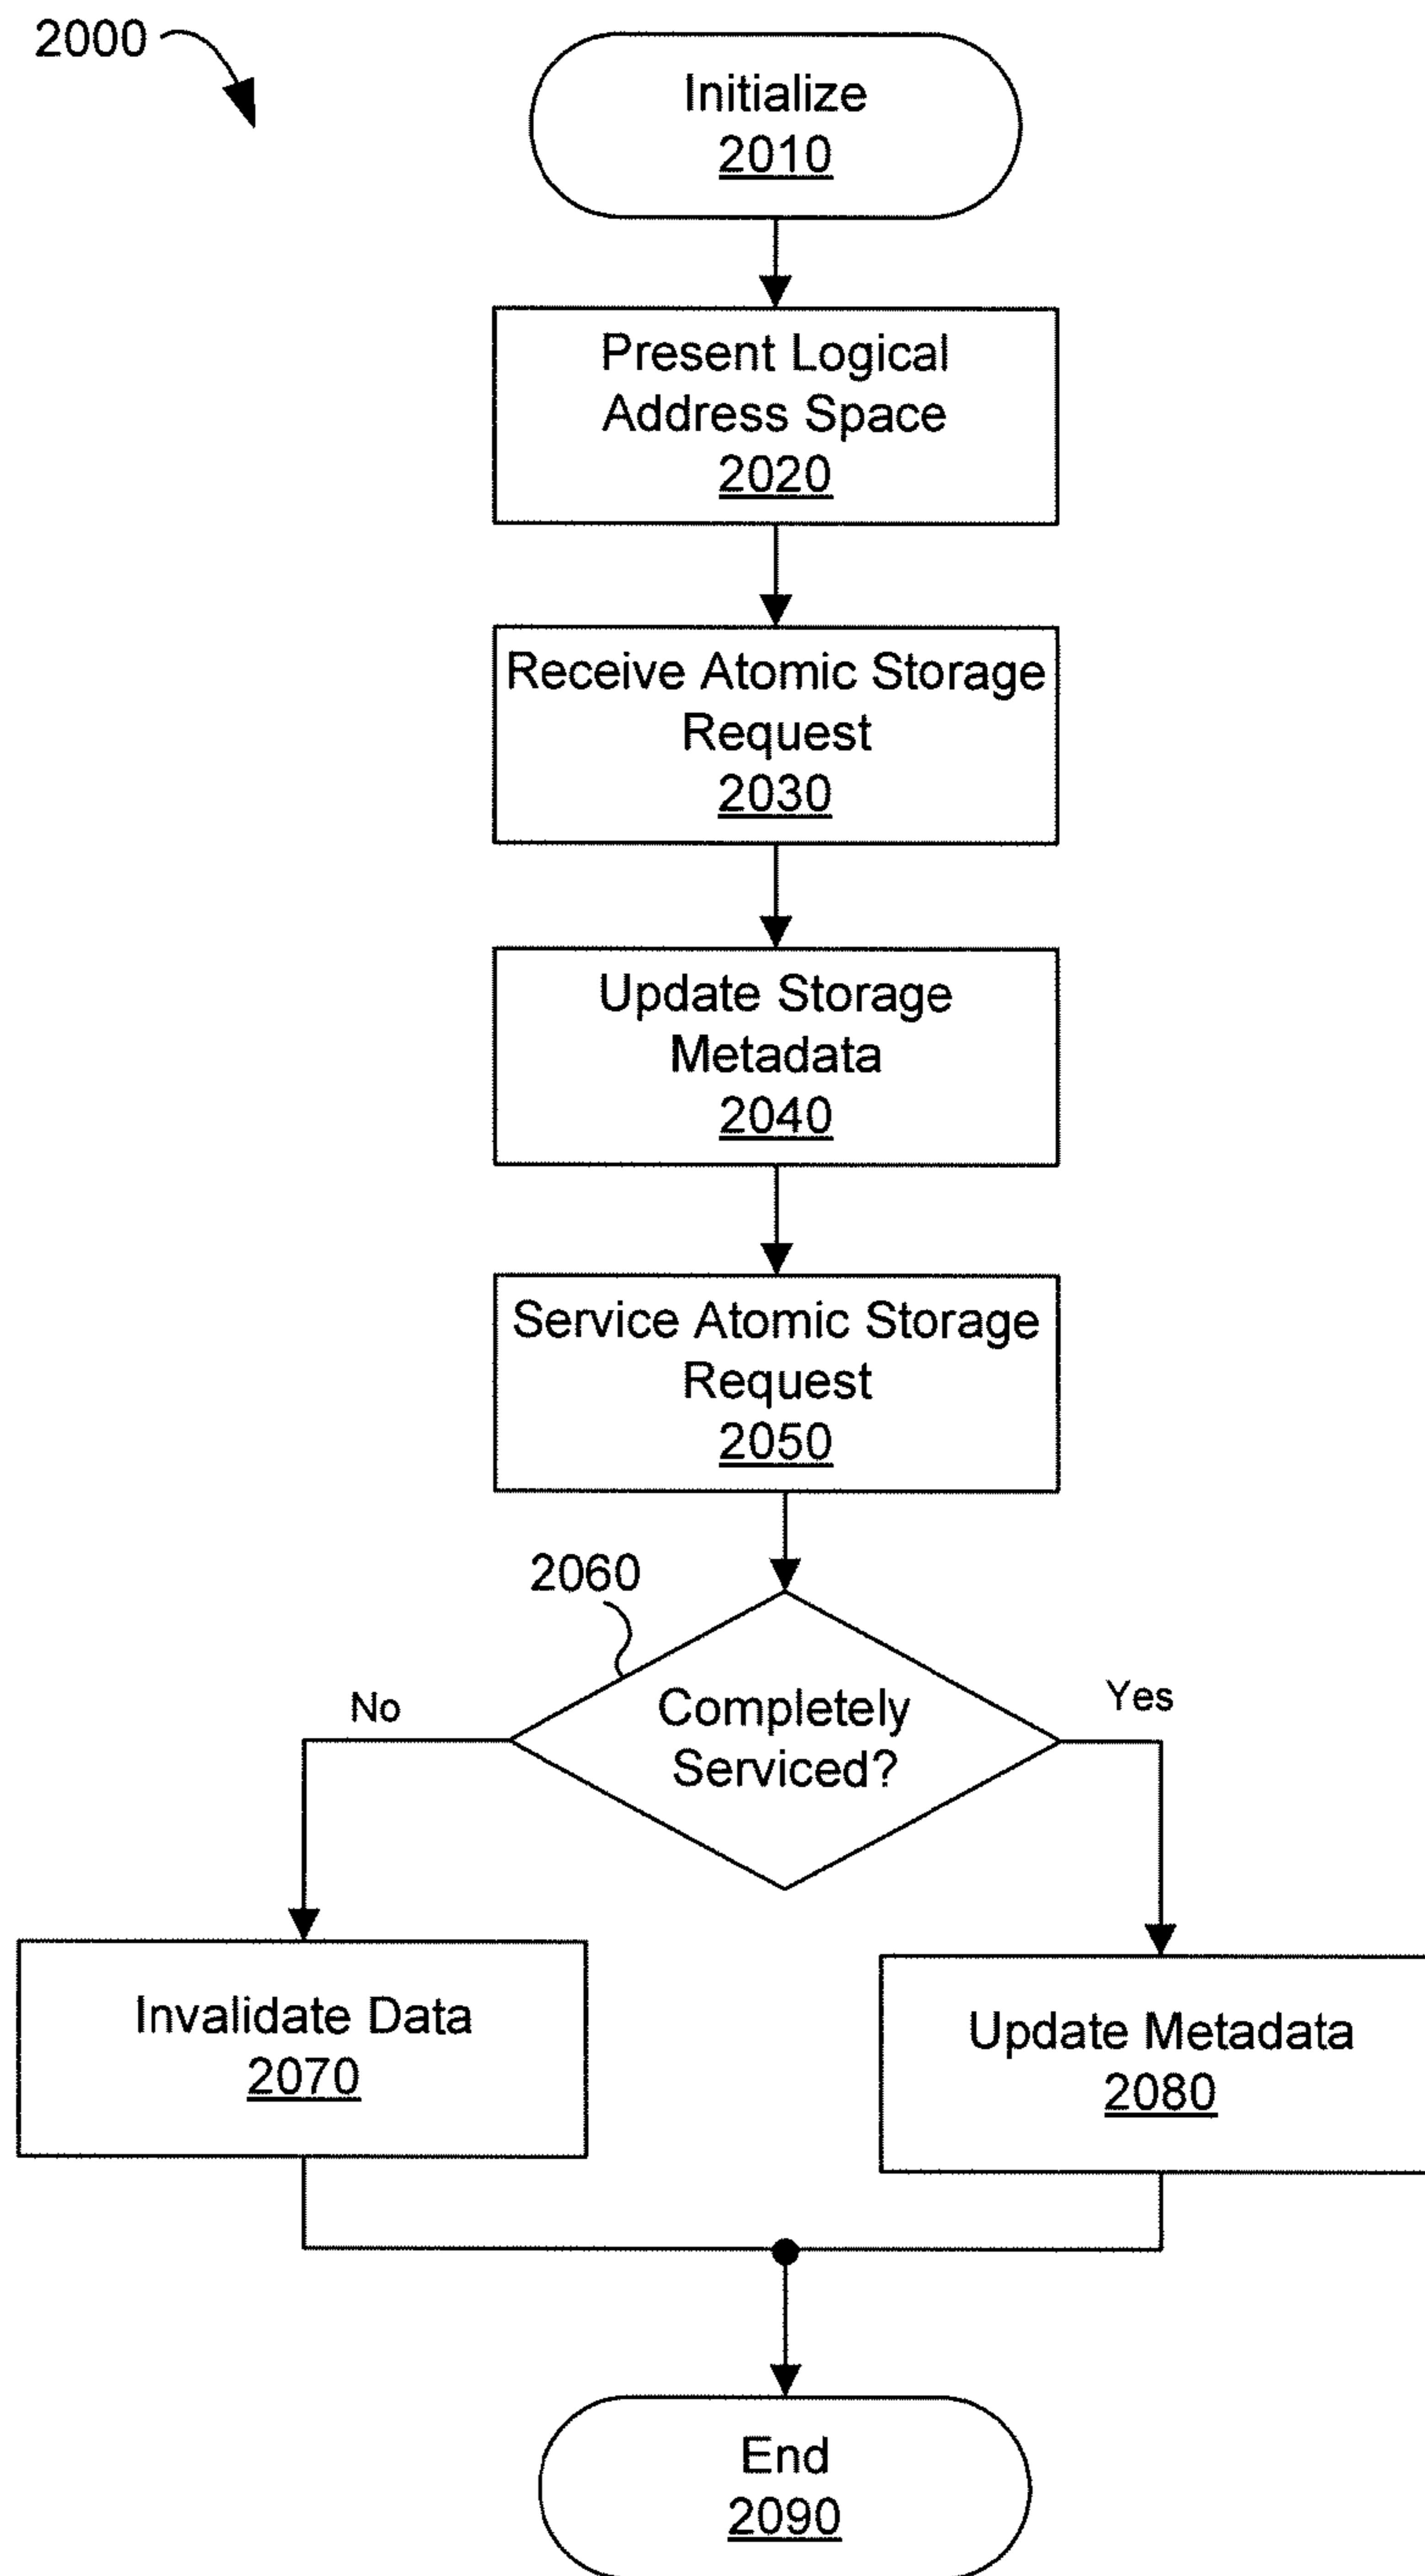 2000
Initialize
2010
Present Logical
Address Space
2020
Receive Atomic Storage
Request
2030
Update Storage
Metadata
2040
Service Atomic Storage
Request
2050
2060
Completely
Serviced?
No
Yes
Invalidate Data
2070
Update Metadata
2080
End
2090